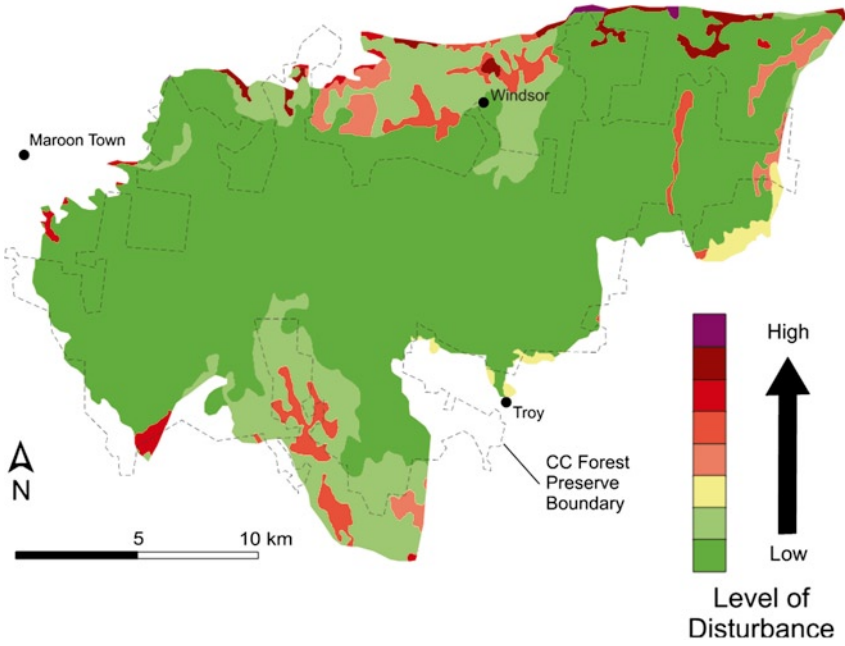 Windsor
Maroon Town
Troy
CC Forest
Preserve
Boundary
N
5
10 km
High
Low
Level of
Disturbance